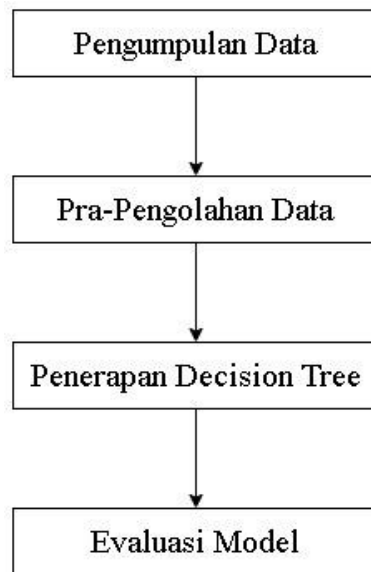 Pengumpulan Data
Pra-Pengolahan Data
Penerapan Decision Tree
Evaluasi Model